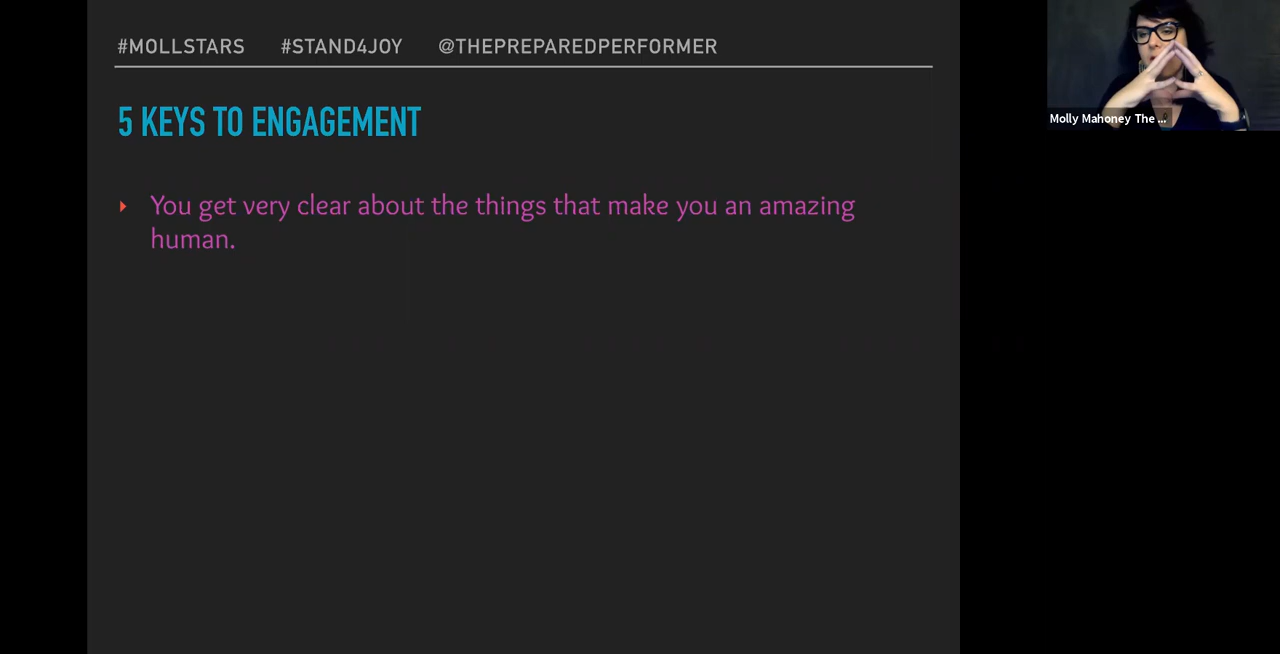 #MOLLSTARS #STAND4JOY @THEPREPAREDPERFORMER
5 KEYS TO ENGAGEMENT
You get very clear about the things that make you an amazing
human.
Molly Mahoney The ...